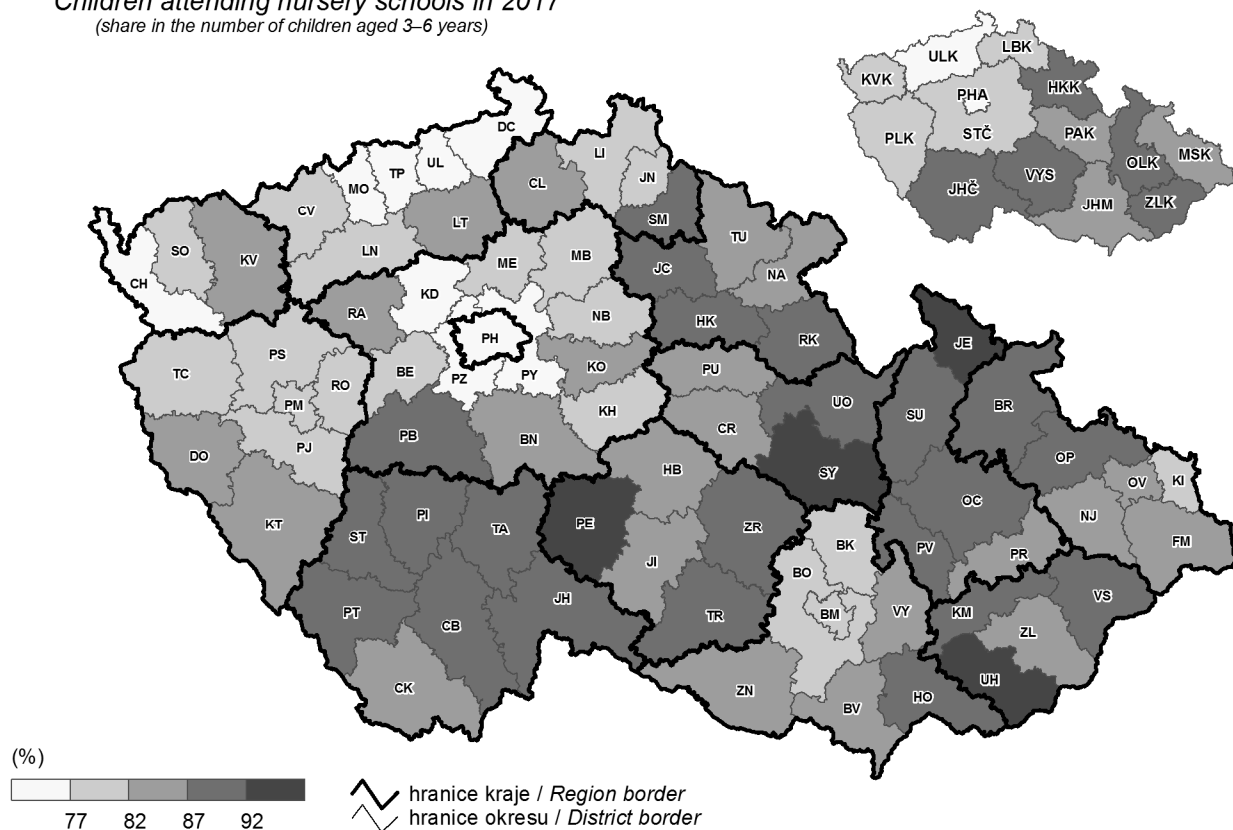 Children attending nursery schools in 2017
(share in the number of children aged 3–6 years)
ULK
LBK
KVK
HKK
PHA
STČ
PAK
PLK
MSK
OLK
VYS
JHČ
ZLK
JHM
DC
UL
TP
MO
LI
JN
CL
CV
SM
LT
TU
SO
LN
KV
ME
MB
JC
NA
CH
KD
RA
NB
HK
PH
RK
JE
PS
TC
RO
BE
PZ
PY
KO
PU
PM
KH
UO
BR
SU
PB
CR
BN
PJ
DO
HB
SY
OP
OV
KI
OC
PI
PE
TA
ZR
NJ
KT
ST
BK
PV
FM
JI
PR
BO
JH
VS
PT
TR
BM
VY
KM
CB
ZL
UH
CK
ZN
HO
BV
(%)
77 82 87 92
hranice kraje / Region border
hranice okresu / District border